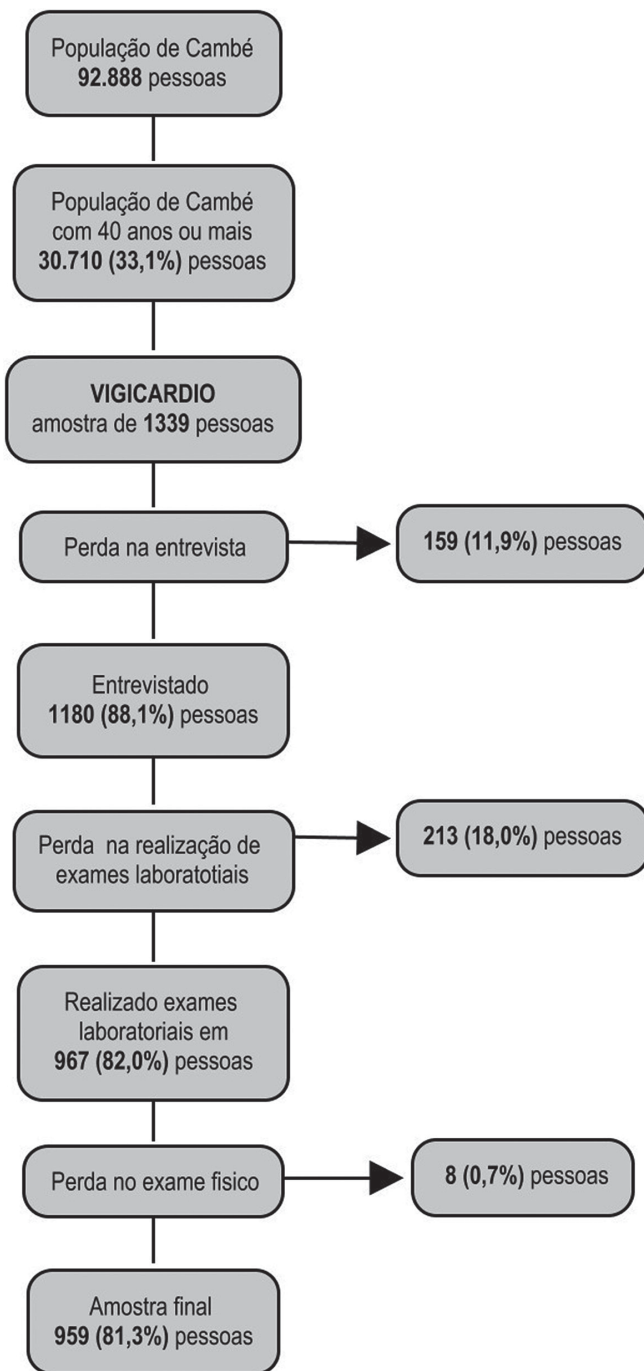 População de Cambé
92.888 pessoas
População de Cambé
com 40 anos ou mais
30.710 (33,1%) pessoas
VIGICARDIO
amostra de 1339 pessoas
Perda na entrevista
159 (11,9%) pessoas
Entrevistado
1180 (88,1%) pessoas
Perda na realização de
exames laboratotiais
213 (18,0%) pessoas
Realizado exames
laboratoriais em
967 (82,0%) pessoas
Perda no exame fisico
8 (0,7%) pessoas
Amostra final
959 (81,3%) pessoas